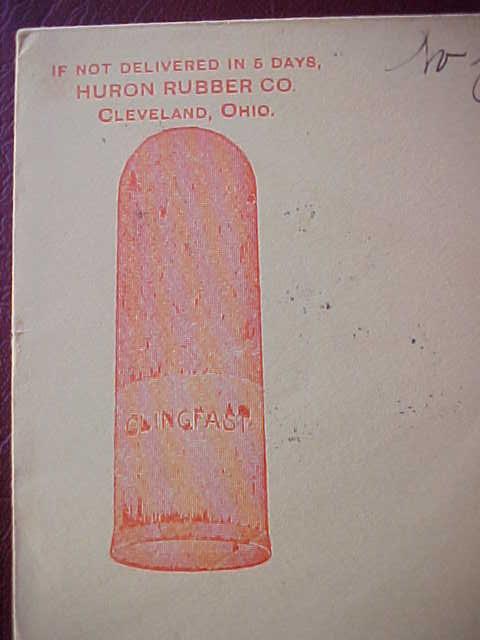 IF NOT DELIVERED IN 5 DAYS,
HURON RUBBER CO.
CLEVELAND, OHIO.
CLINGFAST